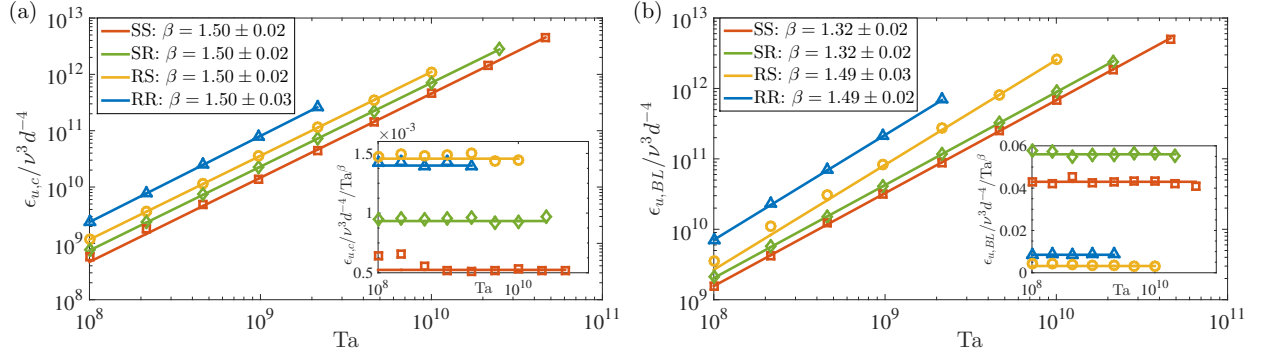 (a)
10^13
10^12
10^11
10^10
10^9
10^8
ϵ_{u,c}/ν^3 d^{-4}
SS: β = 1.50 ± 0.02
SR: β = 1.50 ± 0.02
RS: β = 1.50 ± 0.02
RR: β = 1.50 ± 0.03
×10^{-3}
1.5
1
0.5
ϵ_{u,c}/ν^3 d^{-4}/Ta^β
10^8 Ta 10^10
10^8 10^9 10^10 10^11
Ta
(b)
10^13
10^12
10^11
10^10
10^9
ϵ_{u,BL}/ν^3 d^{-4}
SS: β = 1.32 ± 0.02
SR: β = 1.32 ± 0.02
RS: β = 1.49 ± 0.03
RR: β = 1.49 ± 0.02
0.06
0.04
0.02
0
ϵ_{u,BL}/ν^3 d^{-4}/Ta^β
10^8 Ta 10^10
10^8 10^9 10^10 10^11
Ta